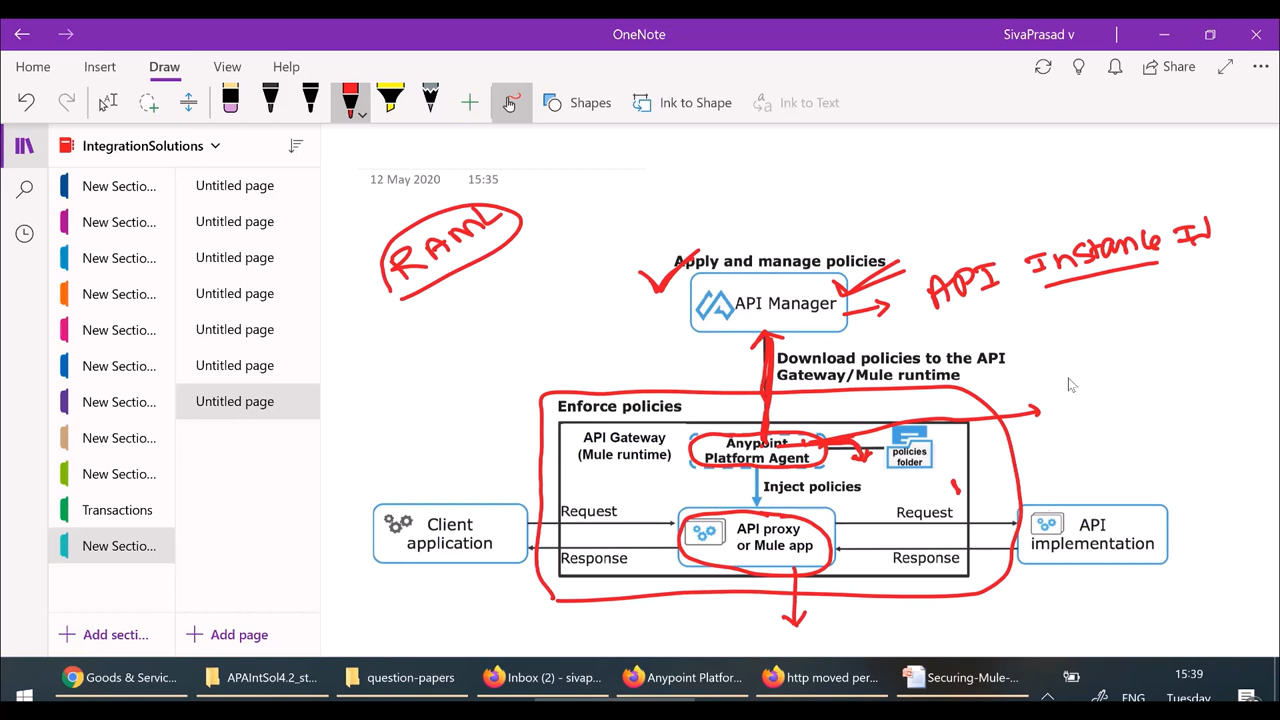 OneNote
SivaPrasad v
Home
Insert
Draw
View
Help
Share
Shapes
Ink to Shape
Ink to Text
IntegrationSolutions
New Sectio...
New Sectio...
New Sectio...
New Sectio...
New Sectio...
New Sectio...
New Sectio...
New Sectio...
New Sectio...
Transactions
New Sectio...
Add secti...
Untitled page
Untitled page
Untitled page
Untitled page
Untitled page
Untitled page
Untitled page
Add page
12 May 2020
15:35
RAML
Apply and manage policies
API Manager
API Instance ID
Download policies to the API
Gateway/Mule runtime
Enforce policies
API Gateway
(Mule runtime)
Anypoint
Platform Agent
policies
folder
Inject policies
Client
application
Request
Response
API proxy
or Mule app
Request
Response
API
implementation
Goods & Servic...
APAIntSol4.2_st...
question-papers
Inbox (2) - sivap...
Anypoint Platfor...
http moved per...
Securing-Mule-...
ENG
15:39
Tuesday